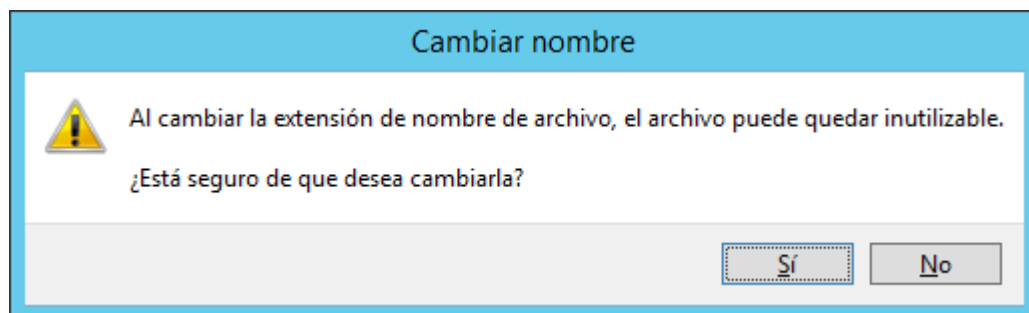 Cambiar nombre
Al cambiar la extensión de nombre de archivo, el archivo puede quedar inutilizable.
¿Está seguro de que desea cambiarla?
Sí No